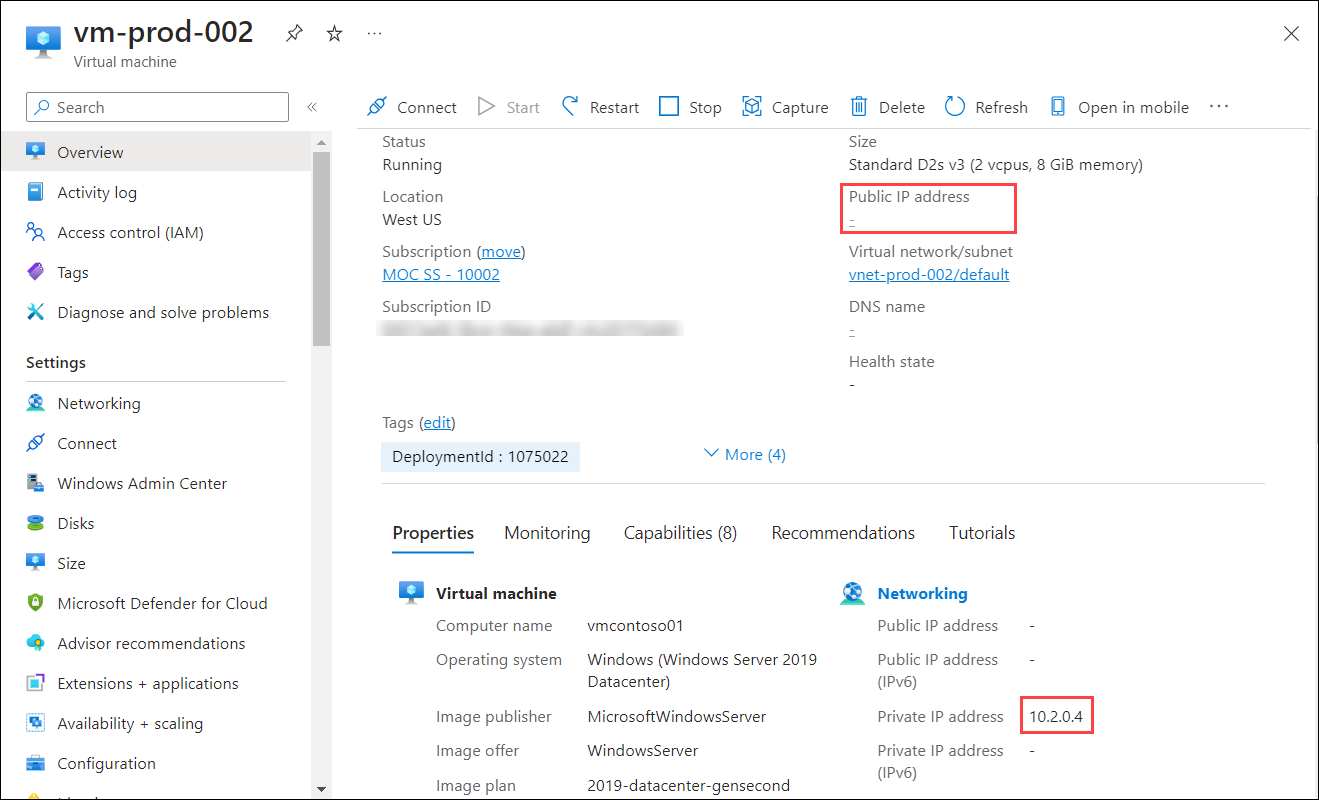 vm-prod-002
Virtual machine
Search
«
Overview
Activity log
Access control (IAM)
Tags
Diagnose and solve problems
Settings
Networking
Connect
Windows Admin Center
Disks
Size
Microsoft Defender for Cloud
Advisor recommendations
Extensions + applications
Availability + scaling
Configuration
Connect Start Restart Stop Capture Delete Refresh Open in mobile ···
Status
Running
Location
West US
Subscription (move)
MOC SS - 10002
Subscription ID
Size
Standard D2s v3 (2 vcpus, 8 GiB memory)
Public IP address
-
Virtual network/subnet
vnet-prod-002/default
DNS name
-
Health state
-
Tags (edit)
DeploymentId : 1075022
More (4)
Properties Monitoring Capabilities (8) Recommendations Tutorials
Virtual machine
Computer name vmcontoso01
Operating system Windows (Windows Server 2019
Datacenter)
Image publisher MicrosoftWindowsServer
Image offer WindowsServer
Image plan 2019-datacenter-gensecond
Networking
Public IP address -
Public IP address -
(IPv6)
Private IP address 10.2.0.4
Private IP address -
(IPv6)